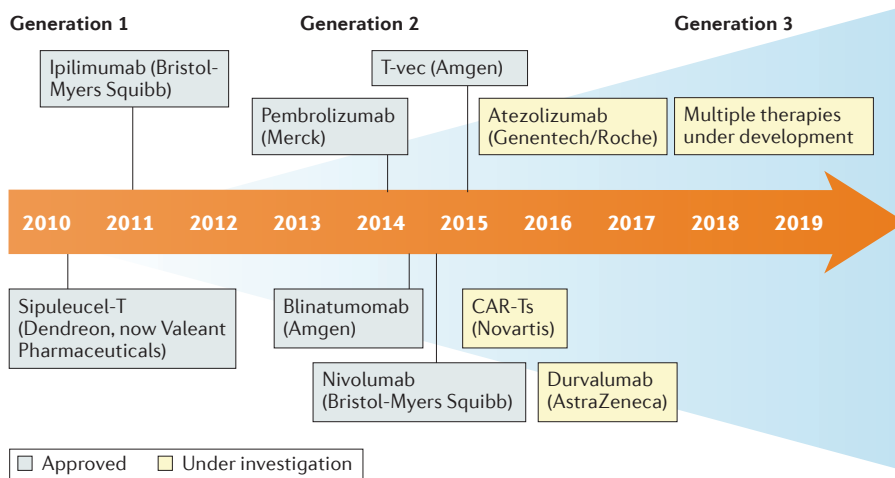 Generation 1
Generation 2
Generation 3
Ipilimumab (Bristol-
Myers Squibb)
T-vec (Amgen)
Pembrolizumab
(Merck)
Atezolizumab
(Genentech/Roche)
Multiple therapies
under development
2010 2011 2012 2013 2014 2015 2016 2017 2018 2019
Sipuleucel-T
(Dendreon, now Valeant
Pharmaceuticals)
Blinatumomab
(Amgen)
CAR-Ts
(Novartis)
Nivolumab
(Bristol-Myers Squibb)
Durvalumab
(AstraZeneca)
Approved
Under investigation